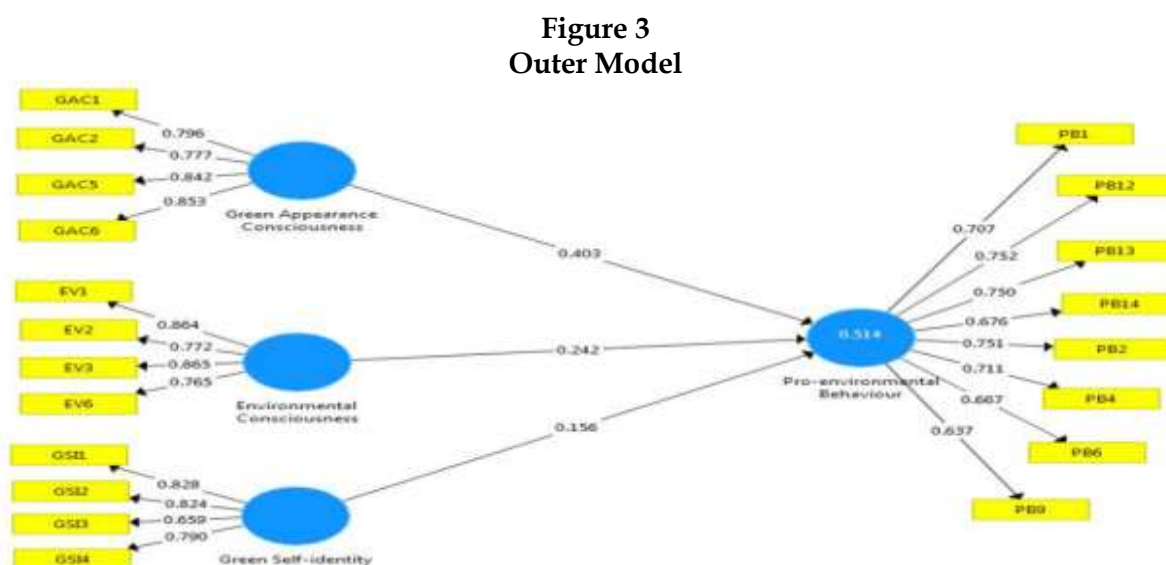 Figure 3
Outer Model
GAC1
GAC2
GAC5
GAC6
0.796
0.777
0.842
0.853
Green Appearance
Consciousness
EV1
EV2
EV3
EV6
0.864
0.772
0.865
0.765
Environmental
Consciousness
GSI1
GSI2
GSI3
GSI4
0.828
0.824
0.659
0.790
Green Self-identity
0.403
0.242
0.156
0.514
Pro-environmental
Behaviour
0.707
0.752
0.750
0.676
0.751
0.711
0.667
0.637
PB1
PB12
PB13
PB14
PB2
PB4
PB6
PB9